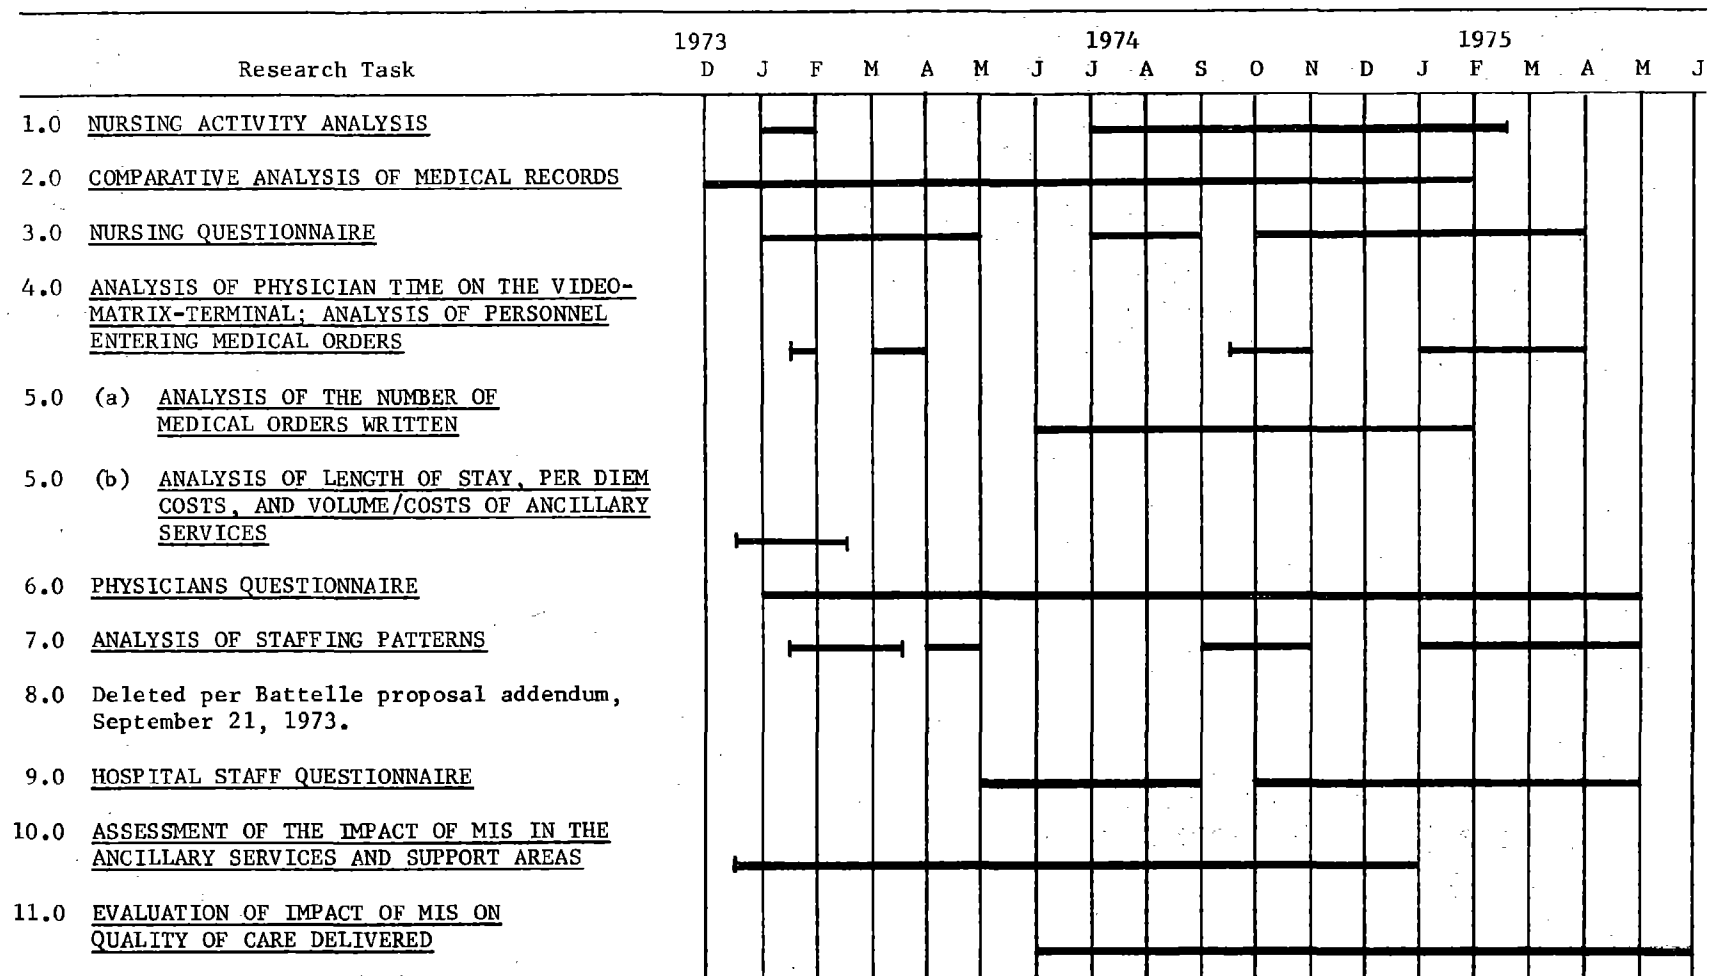 1973 1974 1975
Research Task D J F M A M J J A S O N D J F M A M J
1.0 NURSING ACTIVITY ANALYSIS
2.0 COMPARATIVE ANALYSIS OF MEDICAL RECORDS
3.0 NURSING QUESTIONNAIRE
4.0 ANALYSIS OF PHYSICIAN TIME ON THE VIDEO-
MATRIX-TERMINAL; ANALYSIS OF PERSONNEL
ENTERING MEDICAL ORDERS
5.0 (a) ANALYSIS OF THE NUMBER OF
MEDICAL ORDERS WRITTEN
5.0 (b) ANALYSIS OF LENGTH OF STAY, PER DIEM
COSTS, AND VOLUME/COSTS OF ANCILLARY
SERVICES
6.0 PHYSICIANS QUESTIONNAIRE
7.0 ANALYSIS OF STAFFING PATTERNS
8.0 Deleted per Battelle proposal addendum,
September 21, 1973.
9.0 HOSPITAL STAFF QUESTIONNAIRE
10.0 ASSESSMENT OF THE IMPACT OF MIS IN THE
ANCILLARY SERVICES AND SUPPORT AREAS
11.0 EVALUATION OF IMPACT OF MIS ON
QUALITY OF CARE DELIVERED